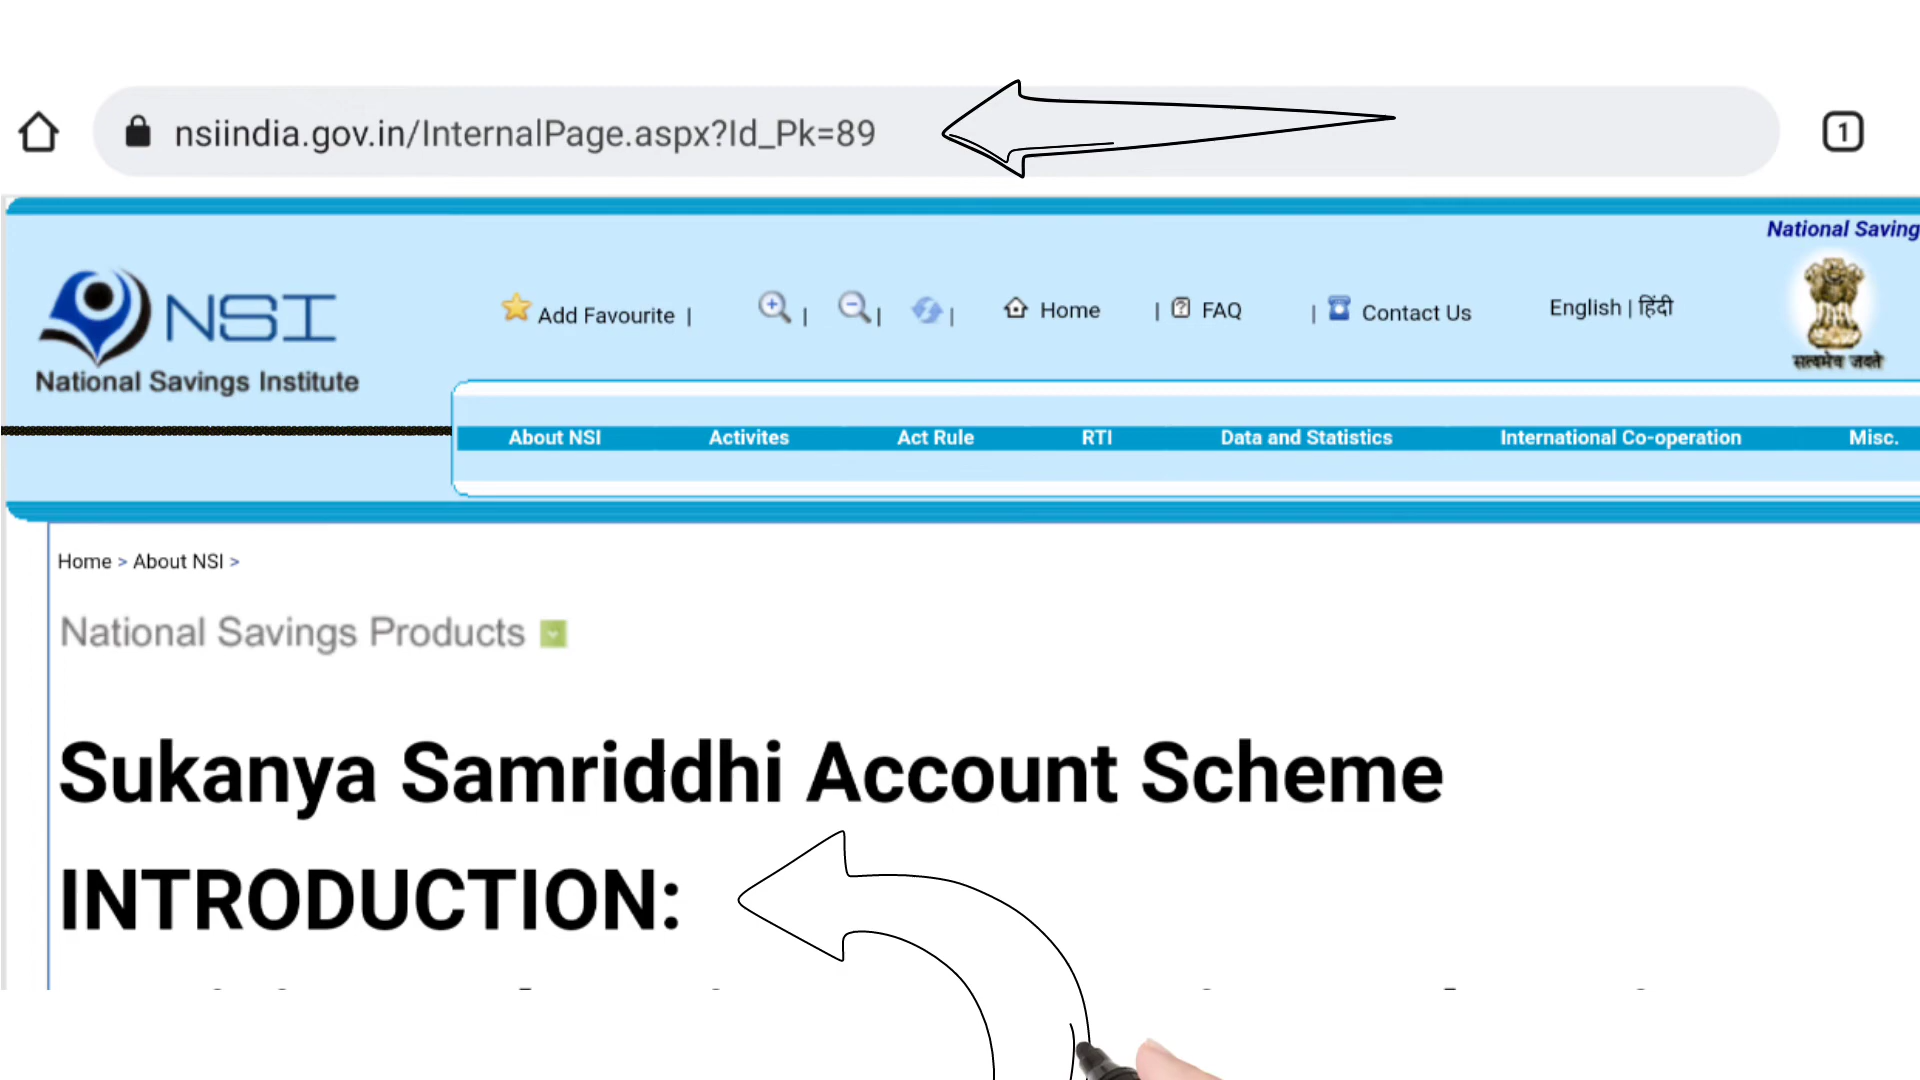 nsiindia.gov.in/InternalPage.aspx?Id_Pk=89
1
National Saving
NSI
National Savings Institute
Add Favourite |
| | |
Home | FAQ | Contact Us
English | हिंदी
सत्यमेव जयते
About NSI Activites Act Rule RTI Data and Statistics International Co-operation Misc.
Home > About NSI >
National Savings Products
Sukanya Samriddhi Account Scheme
INTRODUCTION: